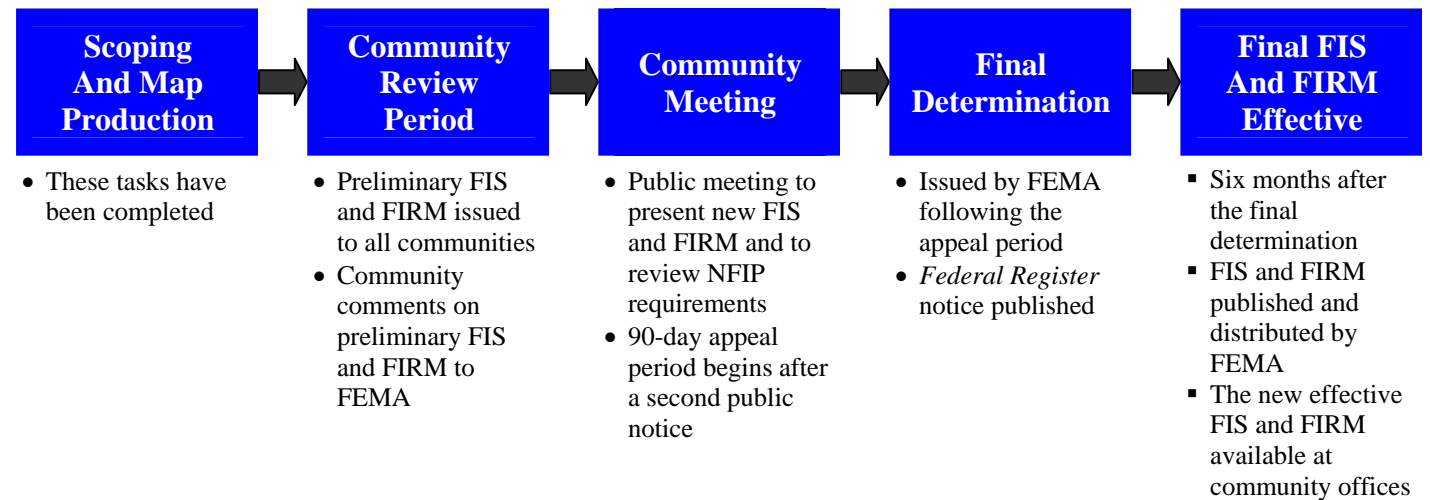 Scoping
And Map
Production
Community
Review
Period
Community
Meeting
Final
Determination
Final FIS
And FIRM
Effective
• These tasks have
been completed
• Preliminary FIS
and FIRM issued
to all communities
• Community
comments on
preliminary FIS
and FIRM to
FEMA
• Public meeting to
present new FIS
and FIRM and to
review NFIP
requirements
• 90-day appeal
period begins after
a second public
notice
• Issued by FEMA
following the
appeal period
• Federal Register
notice published
▪ Six months after
the final
determination
▪ FIS and FIRM
published and
distributed by
FEMA
▪ The new effective
FIS and FIRM
available at
community offices